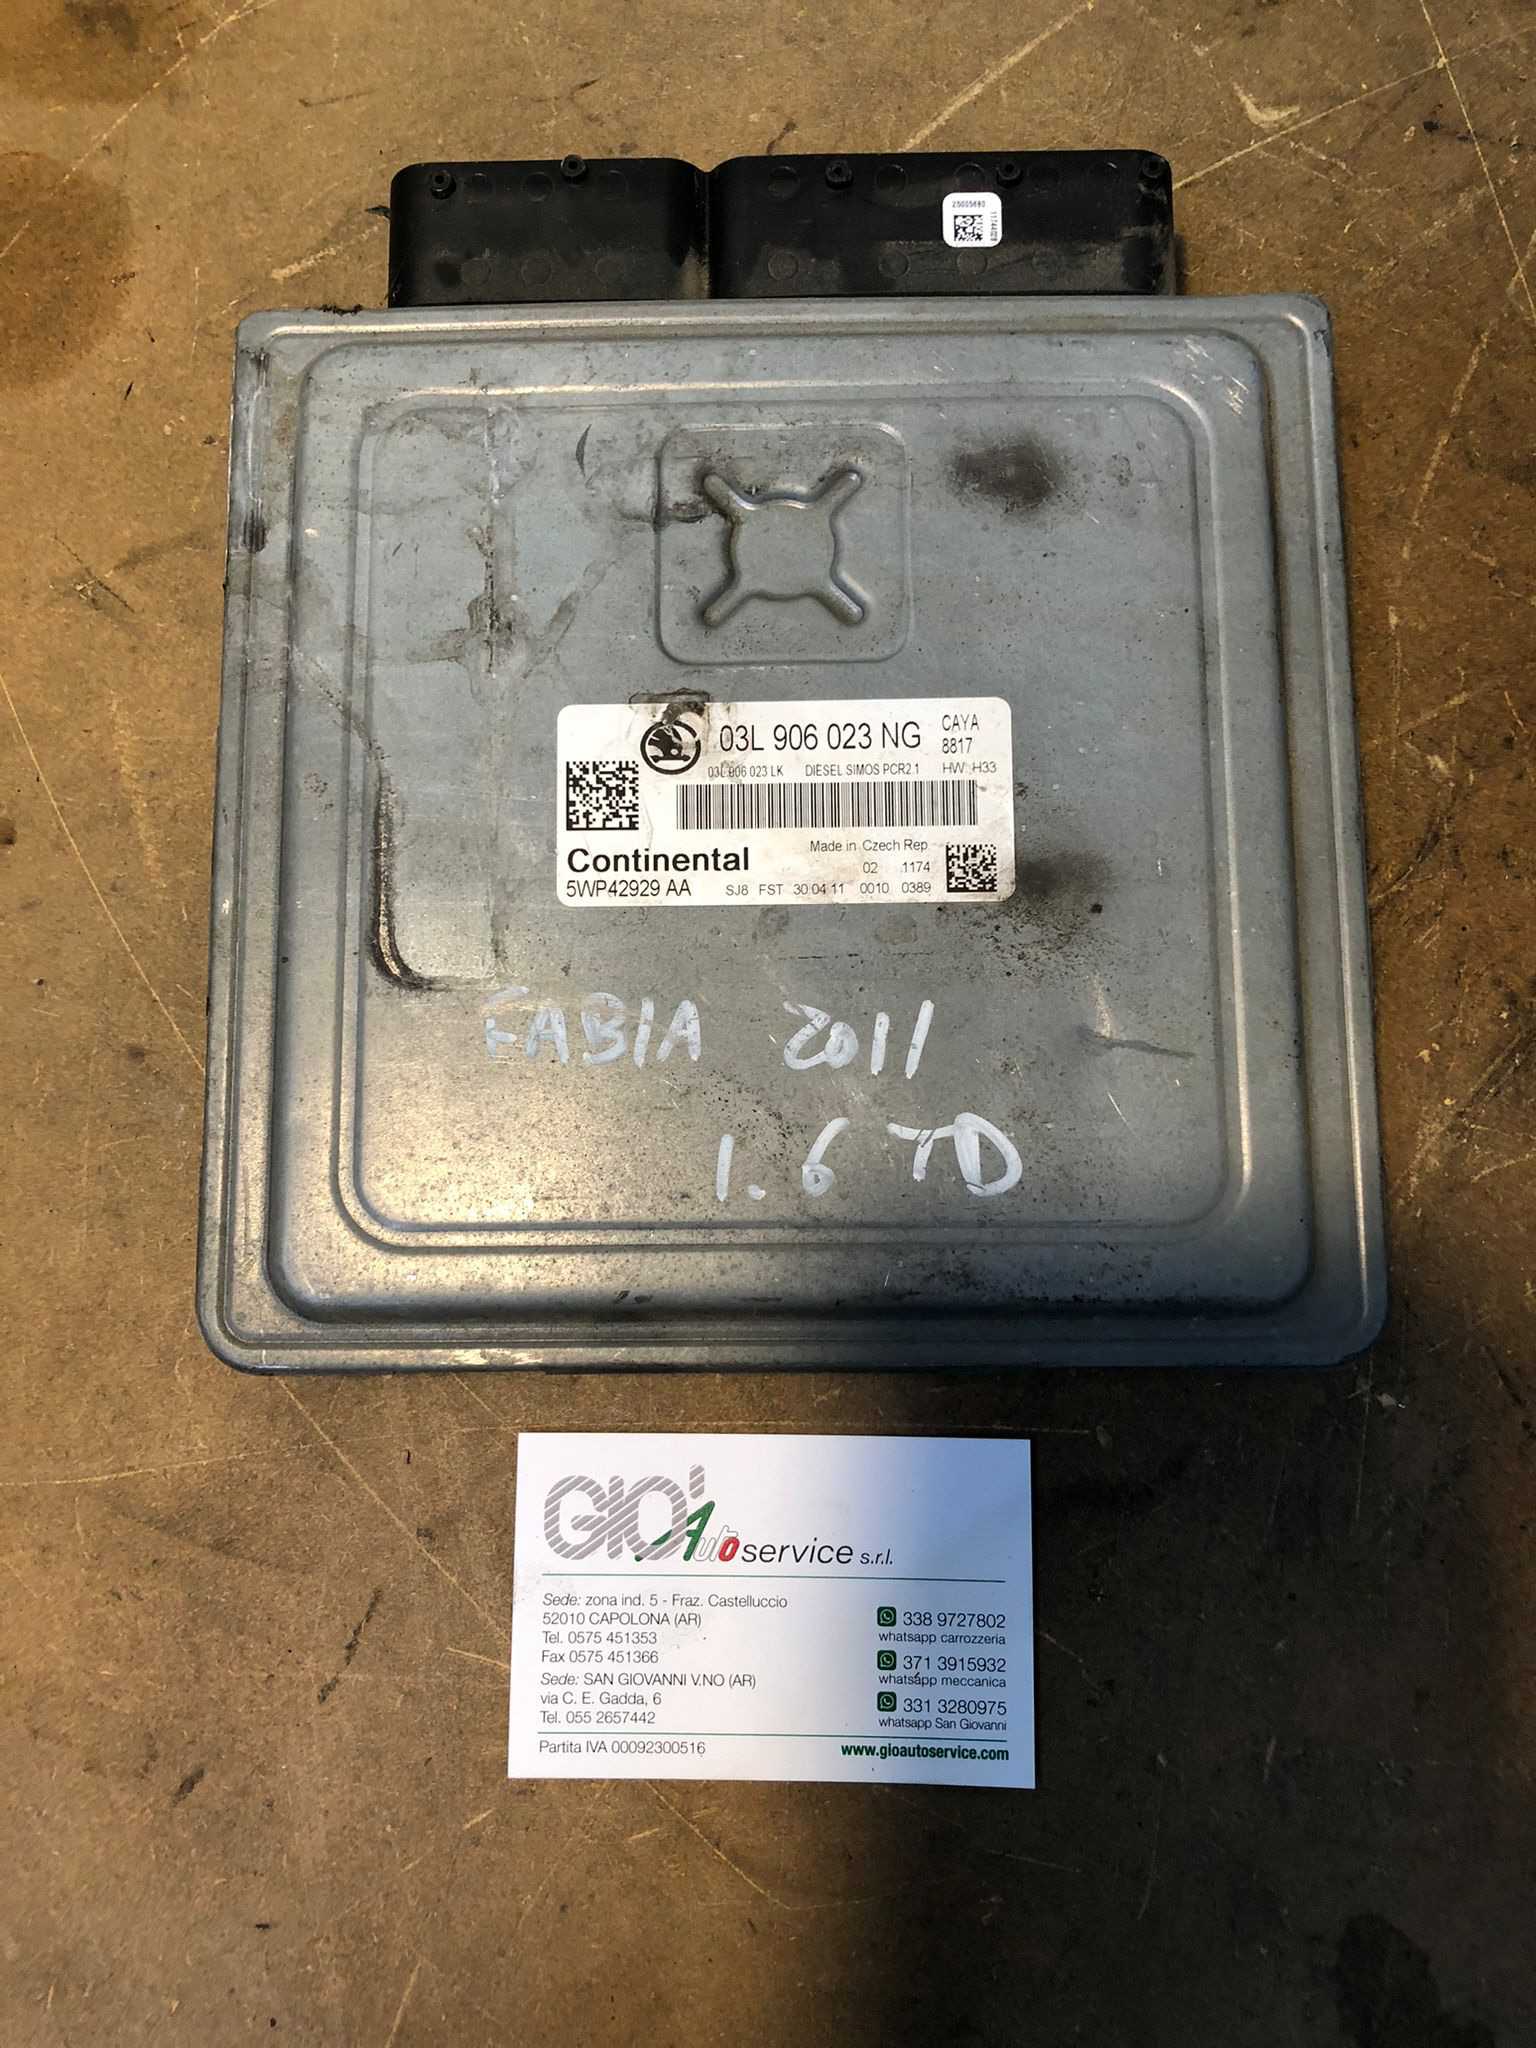 25005680
11744028
03L 906 023 NG
CAYA
8817
03L 906 023 LK DIESEL SIMOS PCR2.1 HW: H33
Made in Czech Rep.
Continental
02 1174
5WP42929 AA SJ8 FST 30 04 11 0010 0389
FABIA 2011
1.6 TD
GIO' Autoservice s.r.l.
Sede: zona ind. 5 - Fraz. Castelluccio
52010 CAPOLONA (AR)
Tel. 0575 451353
Fax 0575 451366
Sede: SAN GIOVANNI V.NO (AR)
via C. E. Gadda, 6
Tel. 055 2657442
338 9727802
whatsapp carrozzeria
371 3915932
whatsapp meccanica
331 3280975
whatsapp San Giovanni
Partita IVA 00092300516
www.gioautoservice.com